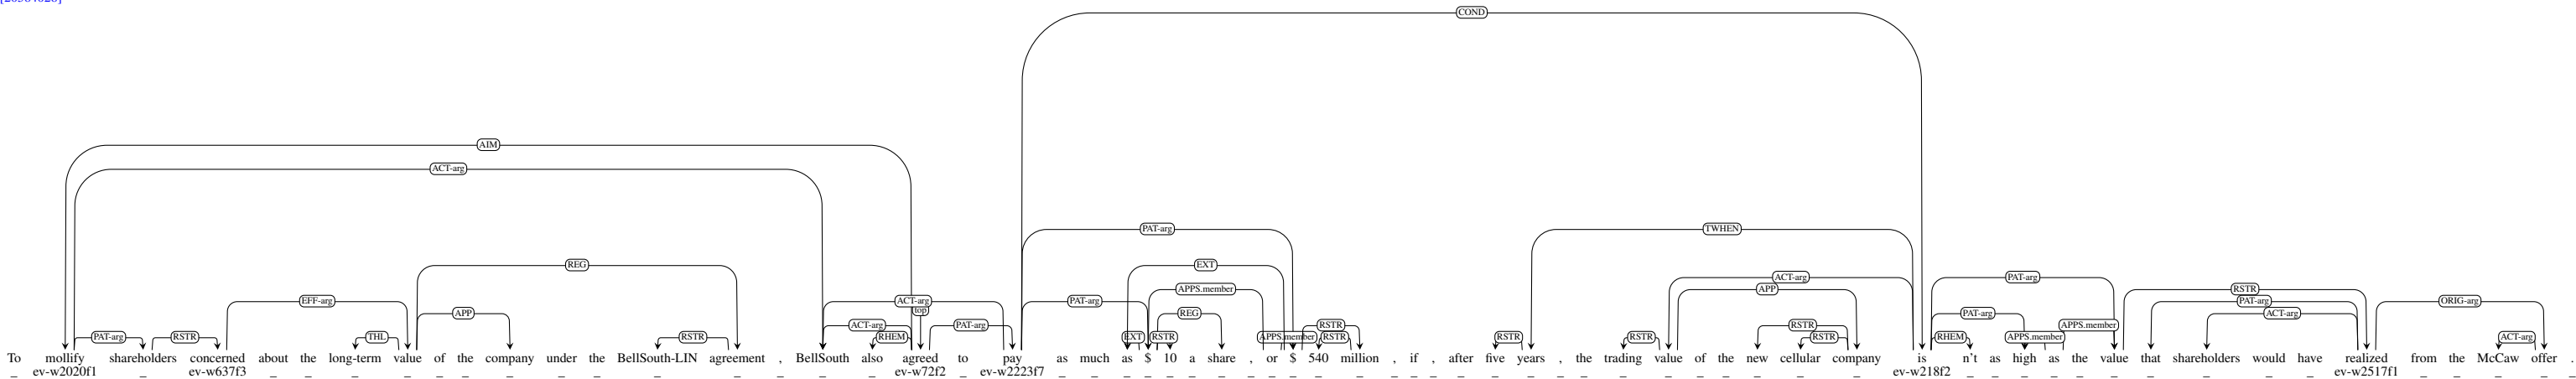 COND
AIM
ACT-arg
PAT-arg TWHEN
REG EXT ACT-arg PAT-arg
APPS.member APP RSTR
EFF-arg ACT-arg PAT-arg PAT-arg ORIG-arg
APP top REG PAT-arg ACT-arg
ACT-arg PAT-arg RSTR RSTR APPS.member
PAT-arg RSTR THL RSTR RHEM EXT RSTR APPS.member RSTR RSTR RSTR RSTR RHEM APPS.member ACT-arg
To mollify shareholders concerned about the long-term value of the company under the BellSouth-LIN agreement , BellSouth also agreed to pay as much as $ 10 a share , or $ 540 million , if , after five years , the trading value of the new cellular company is n't as high as the value that shareholders would have realized from the McCaw offer .
_ ev-w2020f1 _ ev-w637f3 _ _ _ _ _ _ _ _ _ _ _ _ _ _ ev-w72f2 _ ev-w2223f7 _ _ _ _ _ _ _ _ _ _ _ _ _ _ _ _ _ _ _ _ _ _ _ _ _ _ _ _ ev-w218f2 _ _ _ _ _ _ _ _ _ _ ev-w2517f1 _ _ _ _ _